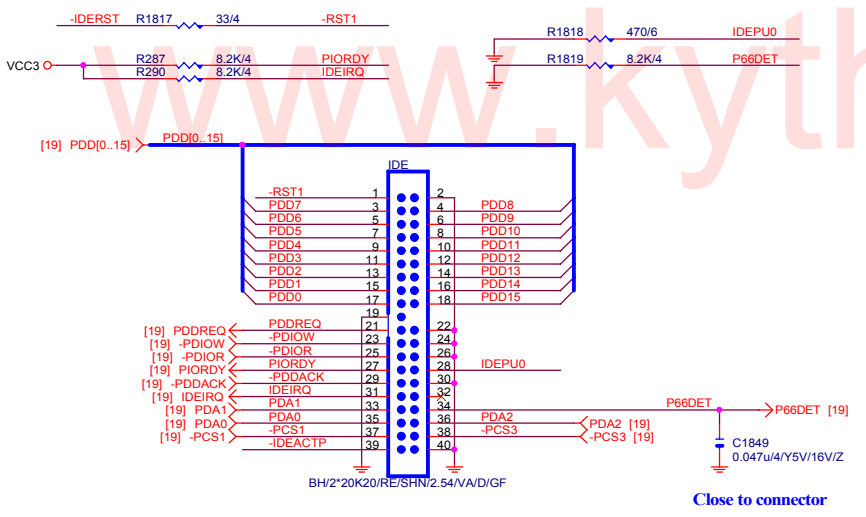 www.kyth
-IDERST R1817 33/4 -RST1
R1818 470/6 IDEPU0
VCC3 R287 8.2K/4 PIORDY
R290 8.2K/4 IDEIRQ
R1819 8.2K/4 P66DET
[19] PDD[0..15] PDD[0..15]
IDE
-RST1 1 2
PDD7 3 4 PDD8
PDD6 5 6 PDD9
PDD5 7 8 PDD10
PDD4 9 10 PDD11
PDD3 11 12 PDD12
PDD2 13 14 PDD13
PDD1 15 16 PDD14
PDD0 17 18 PDD15
19
[19] PDDREQ PDDREQ 21 22
[19] -PDIOW -PDIOW 23 24
[19] -PDIOR -PDIOR 25 26
[19] PIORDY PIORDY 27 28 IDEPU0
[19] -PDDACK -PDDACK 29 30
[19] IDEIRQ IDEIRQ 31 32
[19] PDA1 PDA1 33 34 P66DET P66DET [19]
[19] PDA0 PDA0 35 36 PDA2 PDA2 [19]
[19] -PCS1 -PCS1 37 38 -PCS3 -PCS3 [19]
-IDEACTP 39 40
C1849
0.047u/4/Y5V/16V/Z
BH/2*20K20/RE/SHN/2.54/VA/D/GF
Close to connector